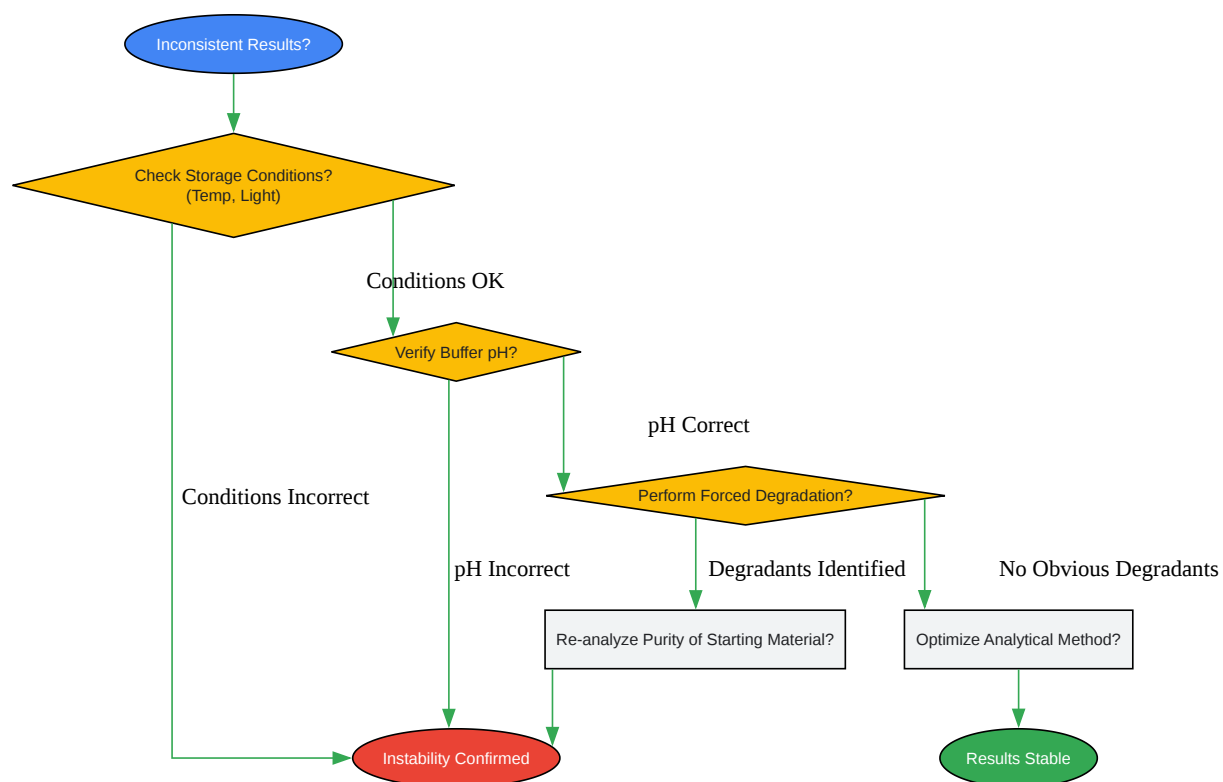 Inconsistent Results?
Check Storage Conditions?
(Temp, Light)
Conditions OK
Verify Buffer pH?
pH Correct
Conditions Incorrect
Perform Forced Degradation?
pH Incorrect
Degradants Identified
No Obvious Degradants
Re-analyze Purity of Starting Material?
Optimize Analytical Method?
Instability Confirmed
Results Stable